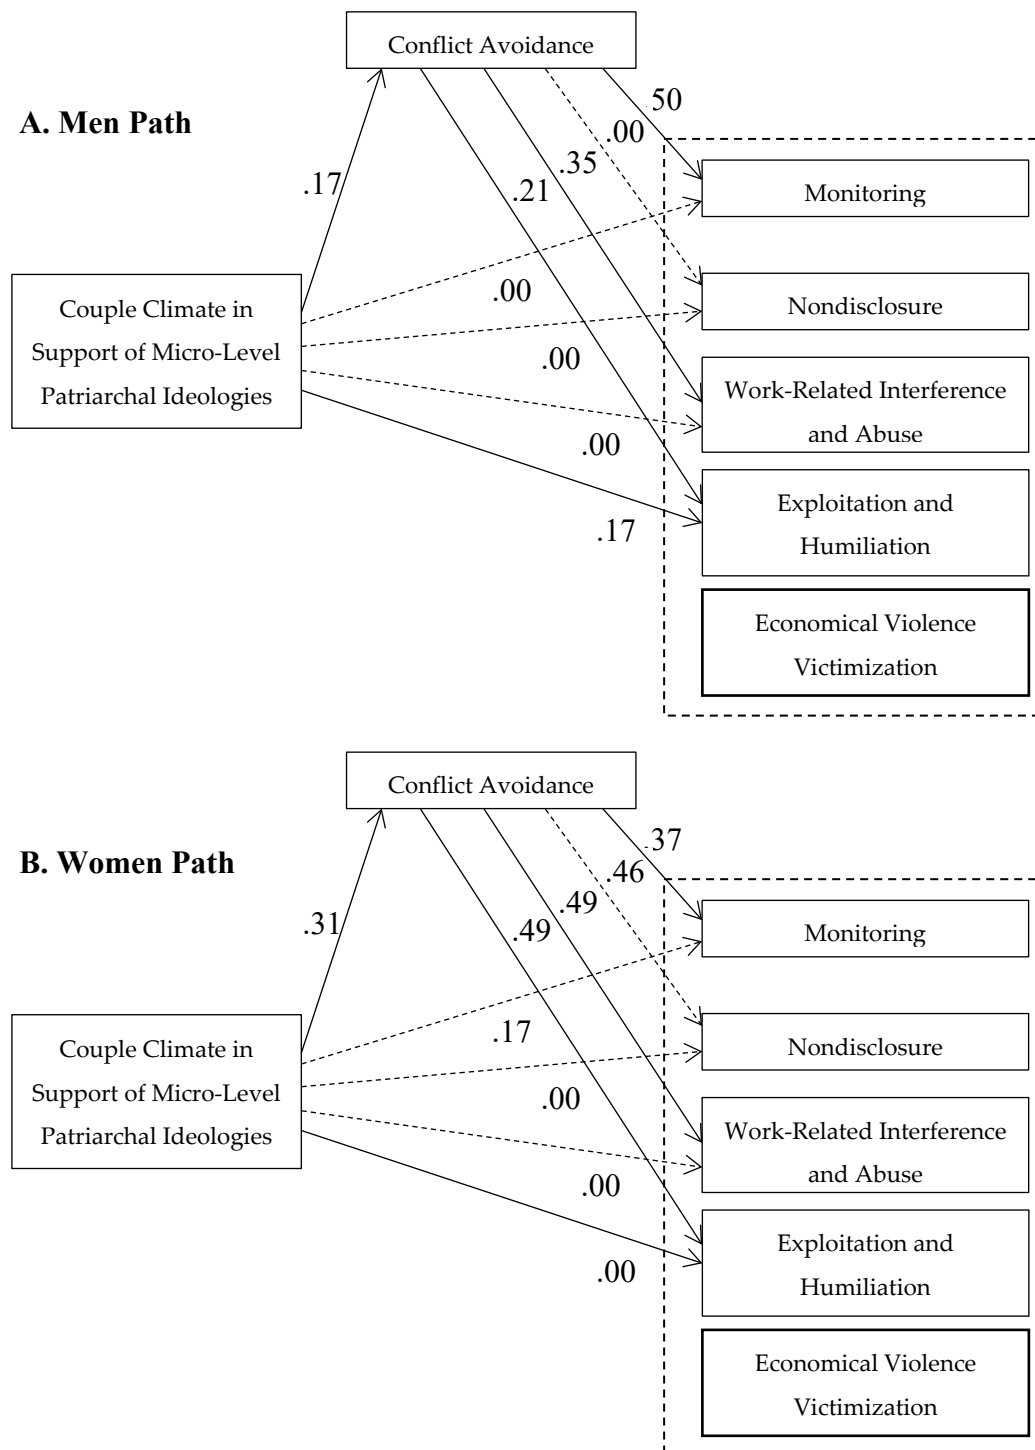 Conflict Avoidance
A. Men Path
.50
.00
.35
.21
.17
Monitoring
Couple Climate in
Support of Micro-Level
Patriarchal Ideologies
.00
Nondisclosure
.00
Work-Related Interference
and Abuse
.00
Exploitation and
Humiliation
.17
Economical Violence
Victimization
Conflict Avoidance
B. Women Path
.37
.46
.49
.49
.31
Monitoring
Couple Climate in
Support of Micro-Level
Patriarchal Ideologies
.17
Nondisclosure
.00
Work-Related Interference
and Abuse
.00
Exploitation and
Humiliation
.00
Economical Violence
Victimization